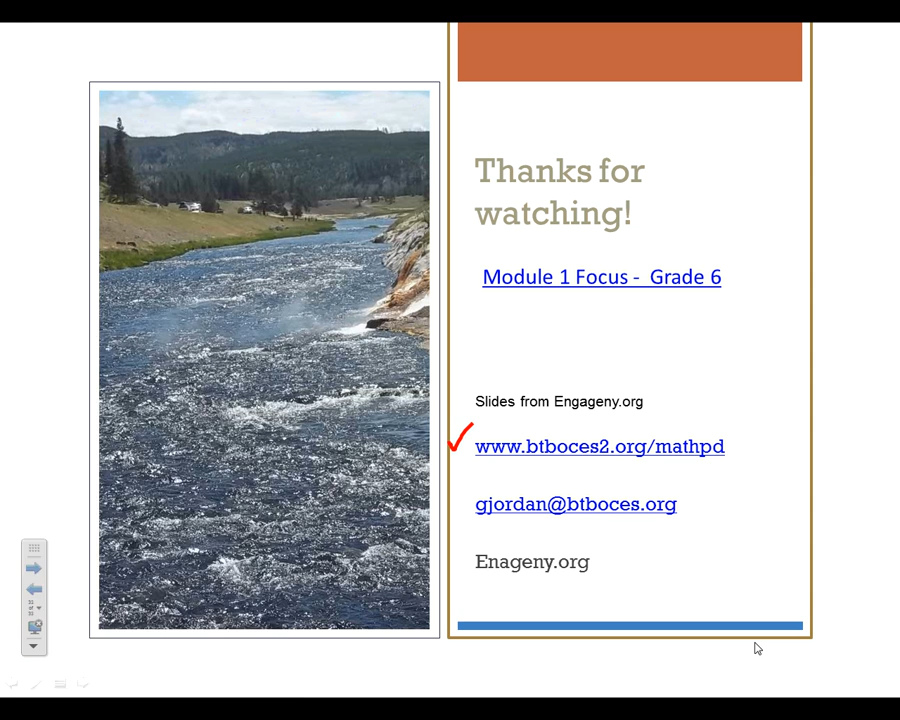 Thanks for
watching!
Module 1 Focus - Grade 6
Slides from Engageny.org
www.btboces2.org/mathpd
gjordan@btboces.org
Enageny.org